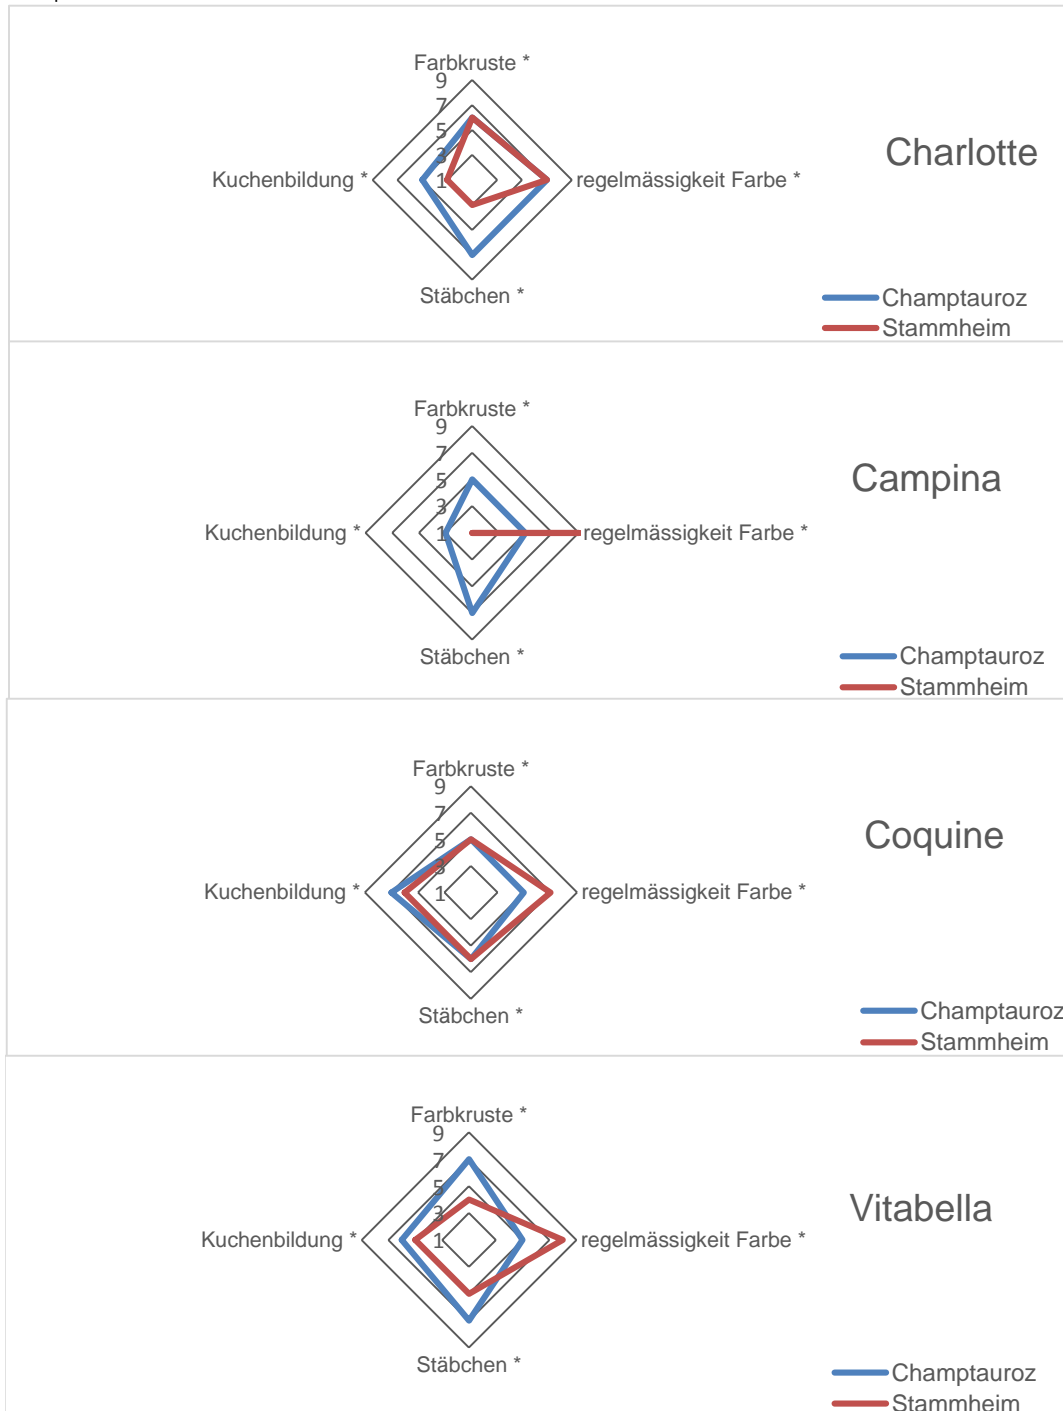 Farbkruste *
9
7
5
3
1
Kuchenbildung *
regelmässigkeit Farbe *
Stäbchen *
Charlotte
Champtauroz
Stammheim
Farbkruste *
9
7
5
3
1
Kuchenbildung *
regelmässigkeit Farbe *
Stäbchen *
Campina
Champtauroz
Stammheim
Farbkruste *
9
7
5
3
1
Kuchenbildung *
regelmässigkeit Farbe *
Stäbchen *
Coquine
Champtauroz
Stammheim
Farbkruste *
9
7
5
3
1
Kuchenbildung *
regelmässigkeit Farbe *
Stäbchen *
Vitabella
Champtauroz
Stammheim